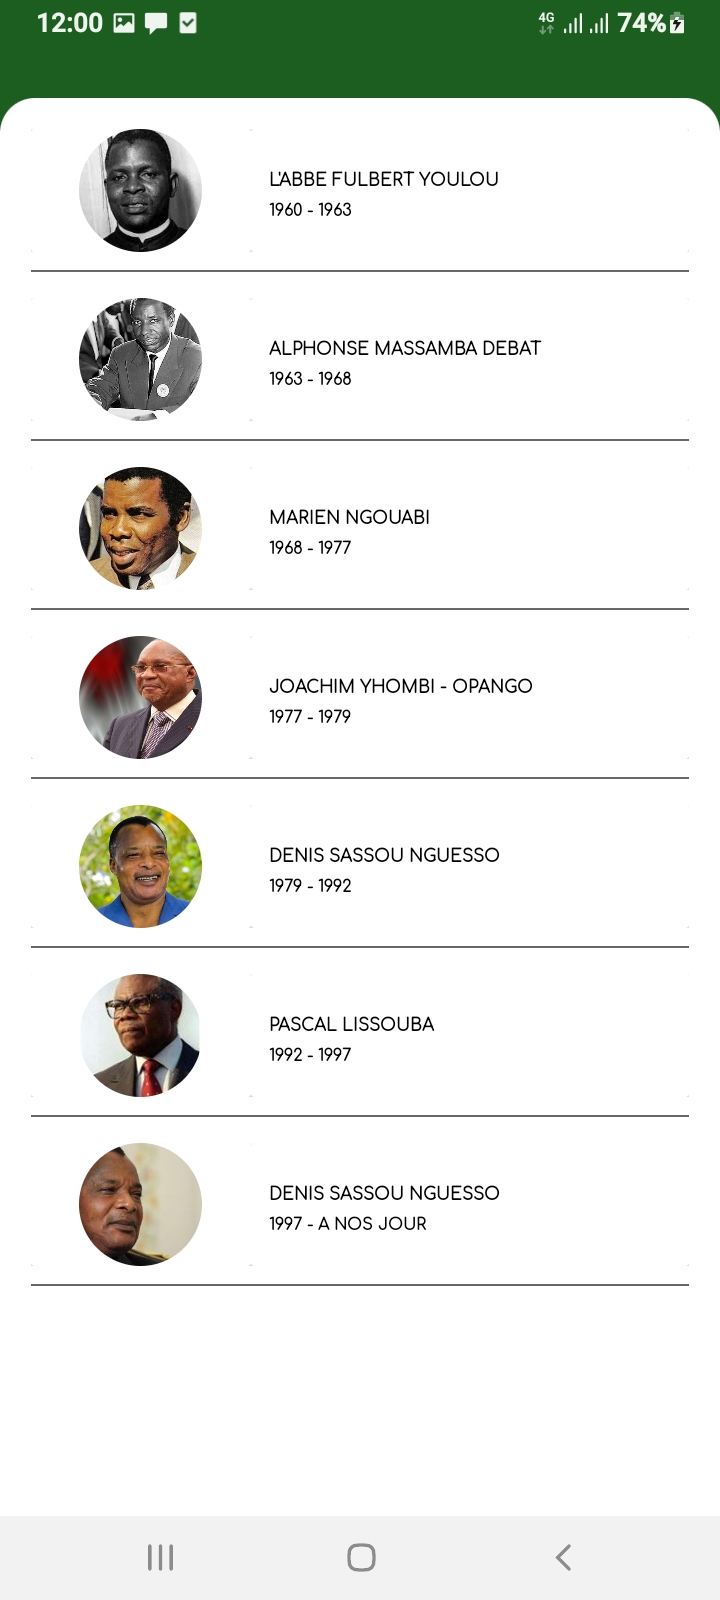 12:00 4G 74%
L'ABBE FULBERT YOULOU
1960 - 1963
ALPHONSE MASSAMBA DEBAT
1963 - 1968
MARIEN NGOUABI
1968 - 1977
JOACHIM YHOMBI - OPANGO
1977 - 1979
DENIS SASSOU NGUESSO
1979 - 1992
PASCAL LISSOUBA
1992 - 1997
DENIS SASSOU NGUESSO
1997 - A NOS JOUR